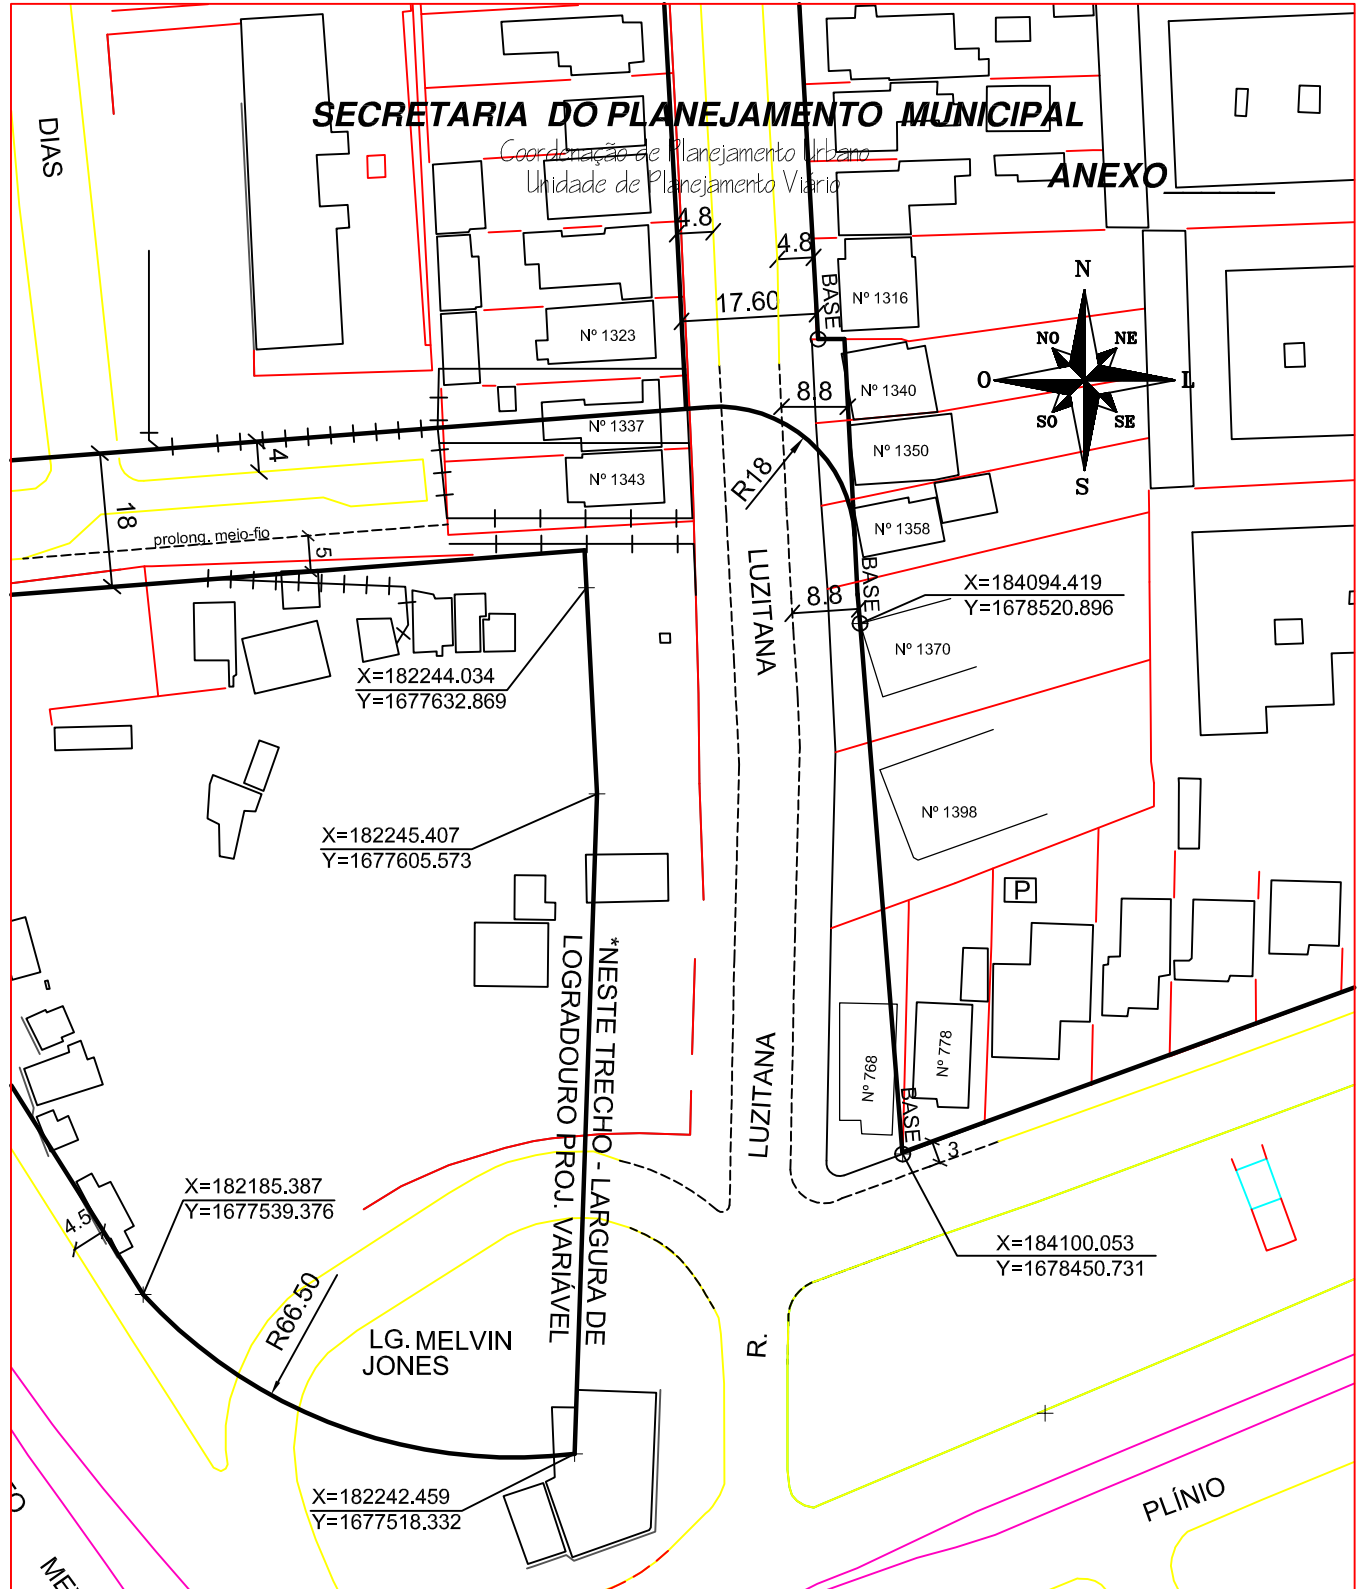 SECRETARIA DO PLANEJAMENTO MUNICIPAL
Coordenação de Planejamento Urbano
Unidade de Planejamento Viário
ANEXO
DIAS
4.8
4.8
17.60
BASE
Nº 1316
Nº 1323
N
NO
NE
O
L
SO
SE
S
8.8
Nº 1340
Nº 1337
Nº 1350
Nº 1343
R18
4
18
prolong. meio-fio
5
Nº 1358
LUZITANA
BASE
8.8
X=184094.419
Y=1678520.896
Nº 1370
X=182244.034
Y=1677632.869
X=182245.407
Y=1677605.573
Nº 1398
P
*NESTE TRECHO - LARGURA DE
LOGRADOURO PROJ. VARIÁVEL
LUZITANA
Nº 768
Nº 778
BASE
3
X=182185.387
Y=1677539.376
4.5
X=184100.053
Y=1678450.731
R66.50
LG. MELVIN
JONES
R.
X=182242.459
Y=1677518.332
PLÍNIO